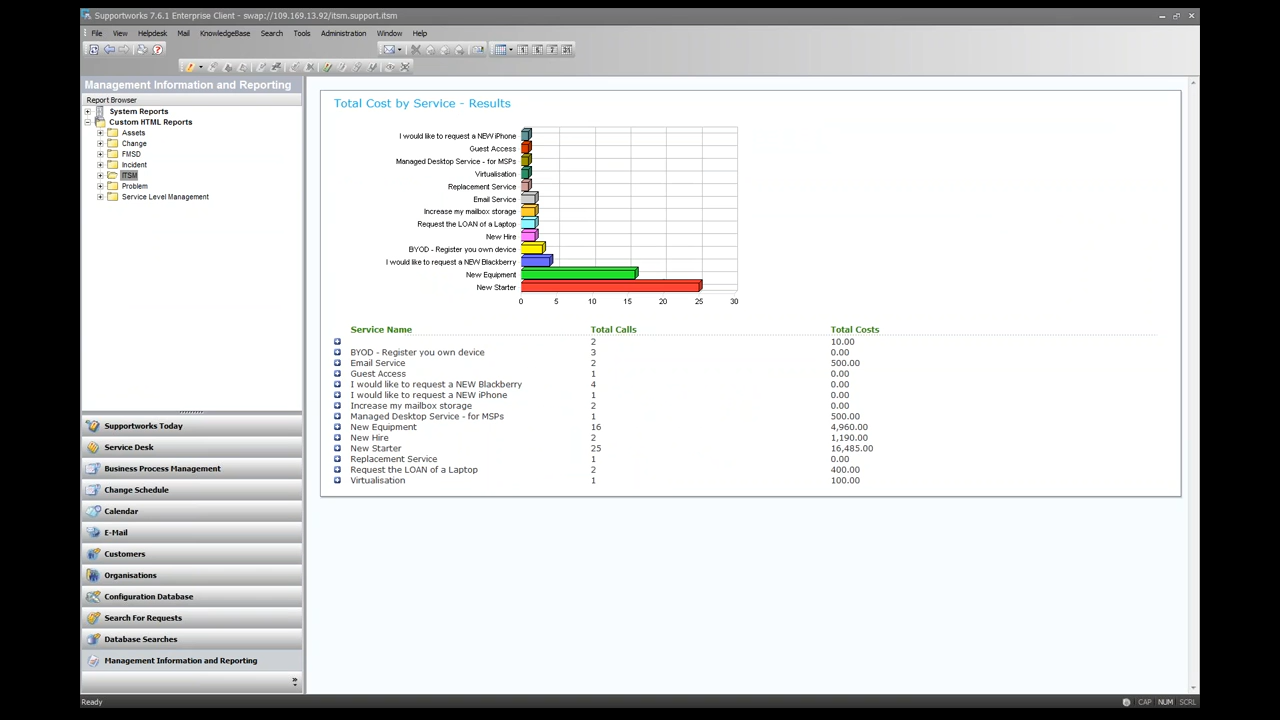 Supportworks 7.6.1 Enterprise Client - swap://109.169.13.92/itsm.support.itsm
File View Helpdesk Mail KnowledgeBase Search Tools Administration Window Help
Management Information and Reporting
Report Browser
System Reports
Custom HTML Reports
Assets
Change
FMSD
Incident
ITSM
Problem
Service Level Management
Supportworks Today
Service Desk
Business Process Management
Change Schedule
Calendar
E-Mail
Customers
Organisations
Configuration Database
Search For Requests
Database Searches
Management Information and Reporting
Total Cost by Service - Results
I would like to request a NEW iPhone
Guest Access
Managed Desktop Service - for MSPs
Virtualisation
Replacement Service
Email Service
Increase my mailbox storage
Request the LOAN of a Laptop
New Hire
BYOD - Register you own device
I would like to request a NEW Blackberry
New Equipment
New Starter
0 5 10 15 20 25 30
Service Name Total Calls Total Costs
2 10.00
BYOD - Register you own device 3 0.00
Email Service 2 500.00
Guest Access 1 0.00
I would like to request a NEW Blackberry 4 0.00
I would like to request a NEW iPhone 1 0.00
Increase my mailbox storage 2 0.00
Managed Desktop Service - for MSPs 1 500.00
New Equipment 16 4,960.00
New Hire 2 1,190.00
New Starter 25 16,485.00
Replacement Service 1 0.00
Request the LOAN of a Laptop 2 400.00
Virtualisation 1 100.00
Ready CAP NUM SCRL